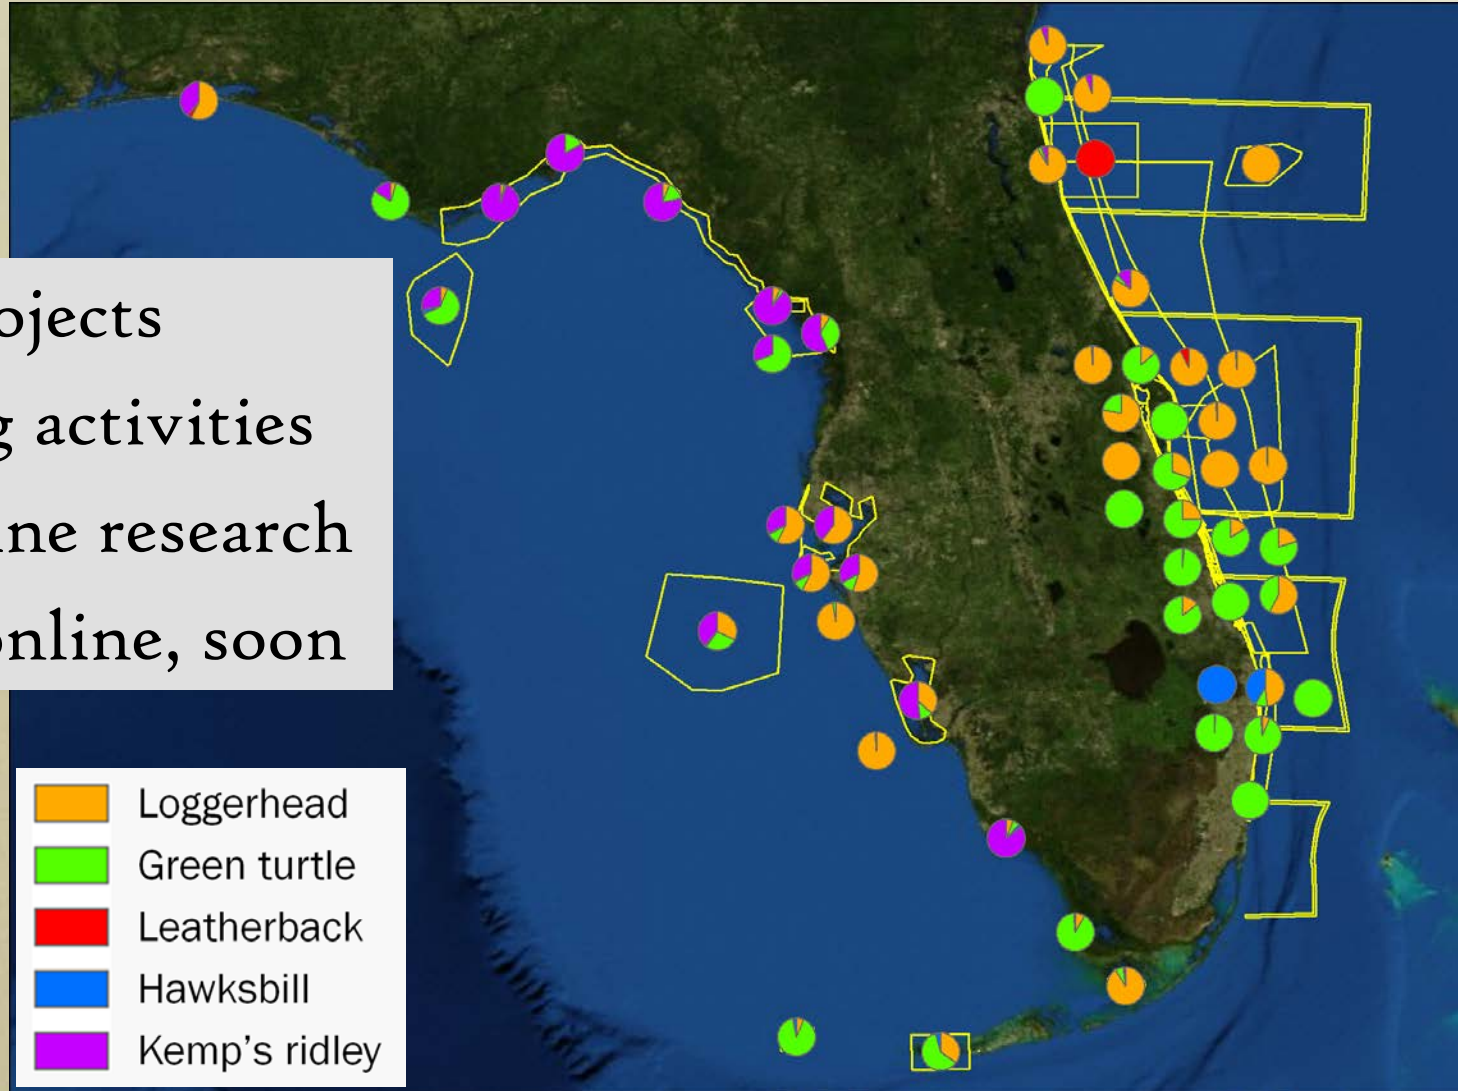 ojects
g activities
ine research
online, soon
Loggerhead
Green turtle
Leatherback
Hawksbill
Kemp's ridley